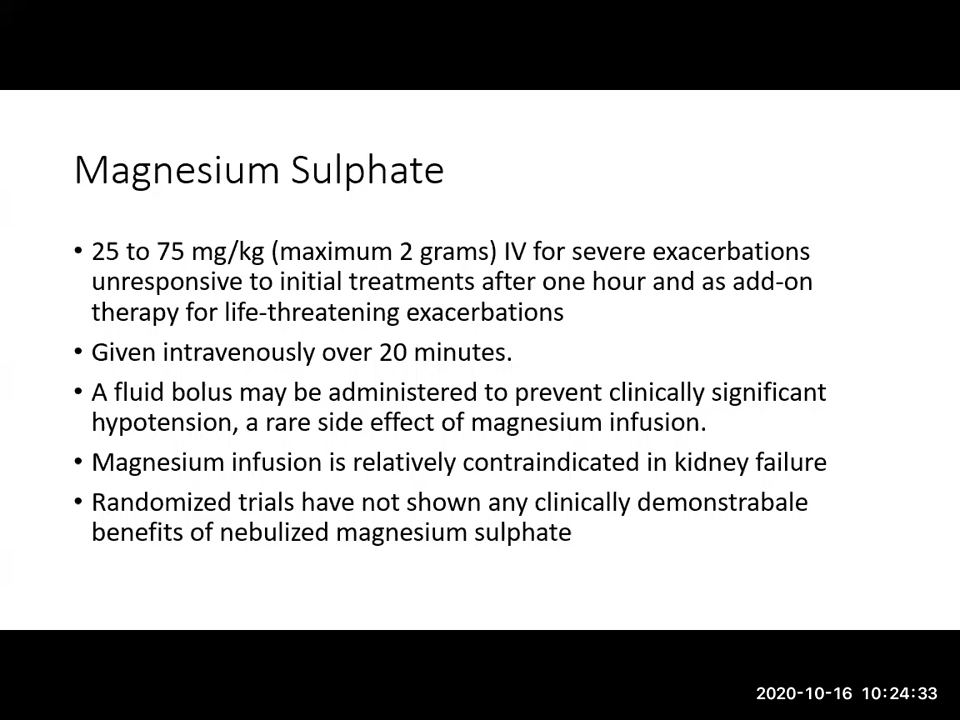 Magnesium Sulphate
• 25 to 75 mg/kg (maximum 2 grams) IV for severe exacerbations
unresponsive to initial treatments after one hour and as add-on
therapy for life-threatening exacerbations
• Given intravenously over 20 minutes.
• A fluid bolus may be administered to prevent clinically significant
hypotension, a rare side effect of magnesium infusion.
• Magnesium infusion is relatively contraindicated in kidney failure
• Randomized trials have not shown any clinically demonstrabale
benefits of nebulized magnesium sulphate
2020-10-16 10:24:33